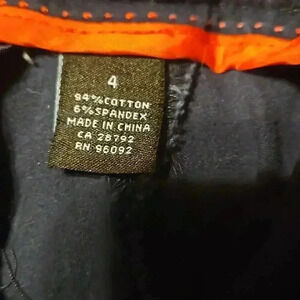 4
94%COTTON
6%SPANDEX
MADE IN CHINA
CA 28792
RN 96092